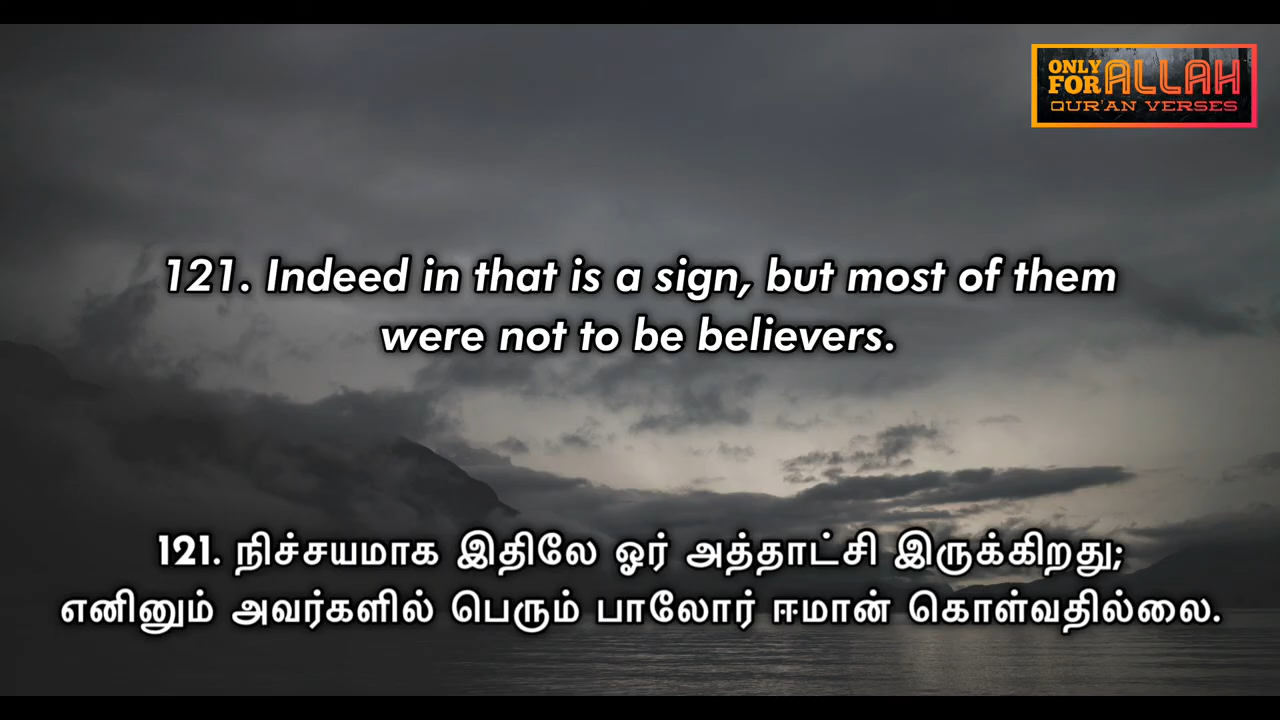 ONLY
FOR ALLAH
QUR'AN VERSES
121. Indeed in that is a sign, but most of them
were not to be believers.
121. நிச்சயமாக இதிலே ஓர் அத்தாட்சி இருக்கிறது;
எனினும் அவர்களில் பெரும் பாலோர் ஈமான் கொள்வதில்லை.